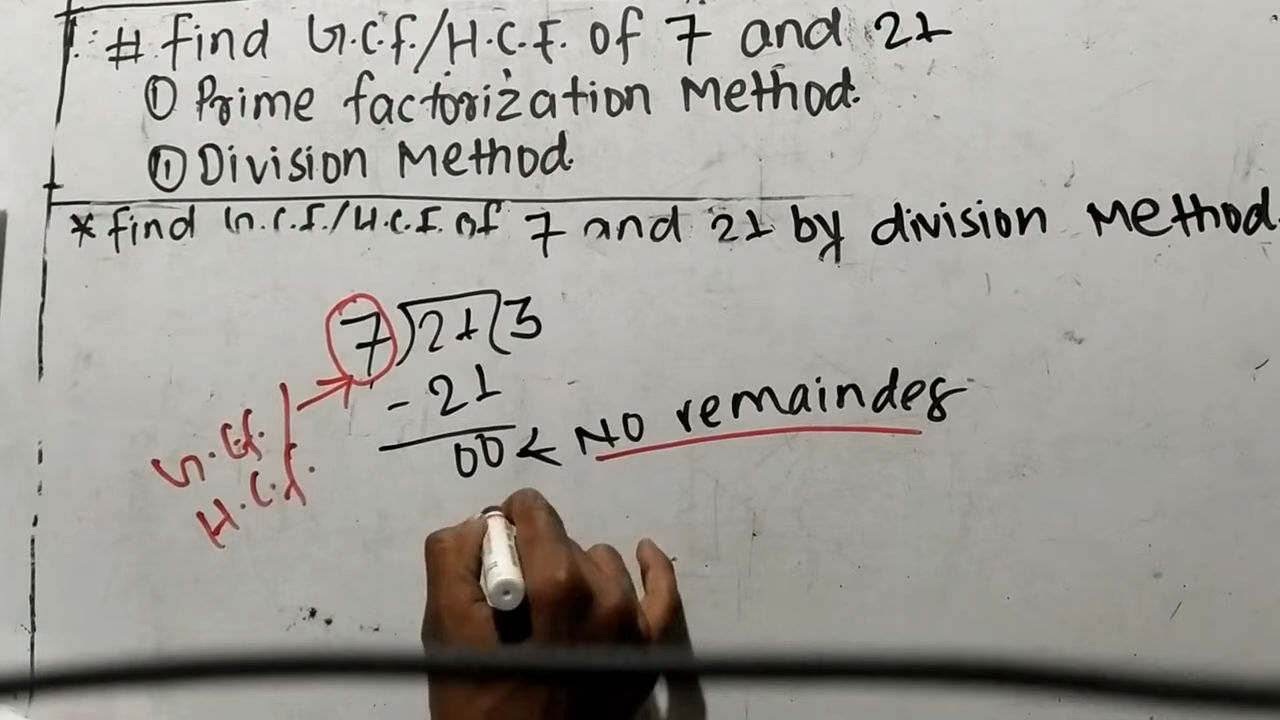 # Find G.C.F./H.C.F. of 7 and 21
① Prime factorization Method.
① Division Method.
* Find G.C.F./H.C.F. of 7 and 21 by division Method.
7)21(3
- 21
00 < NO remainder
G.C.F.
H.C.F.